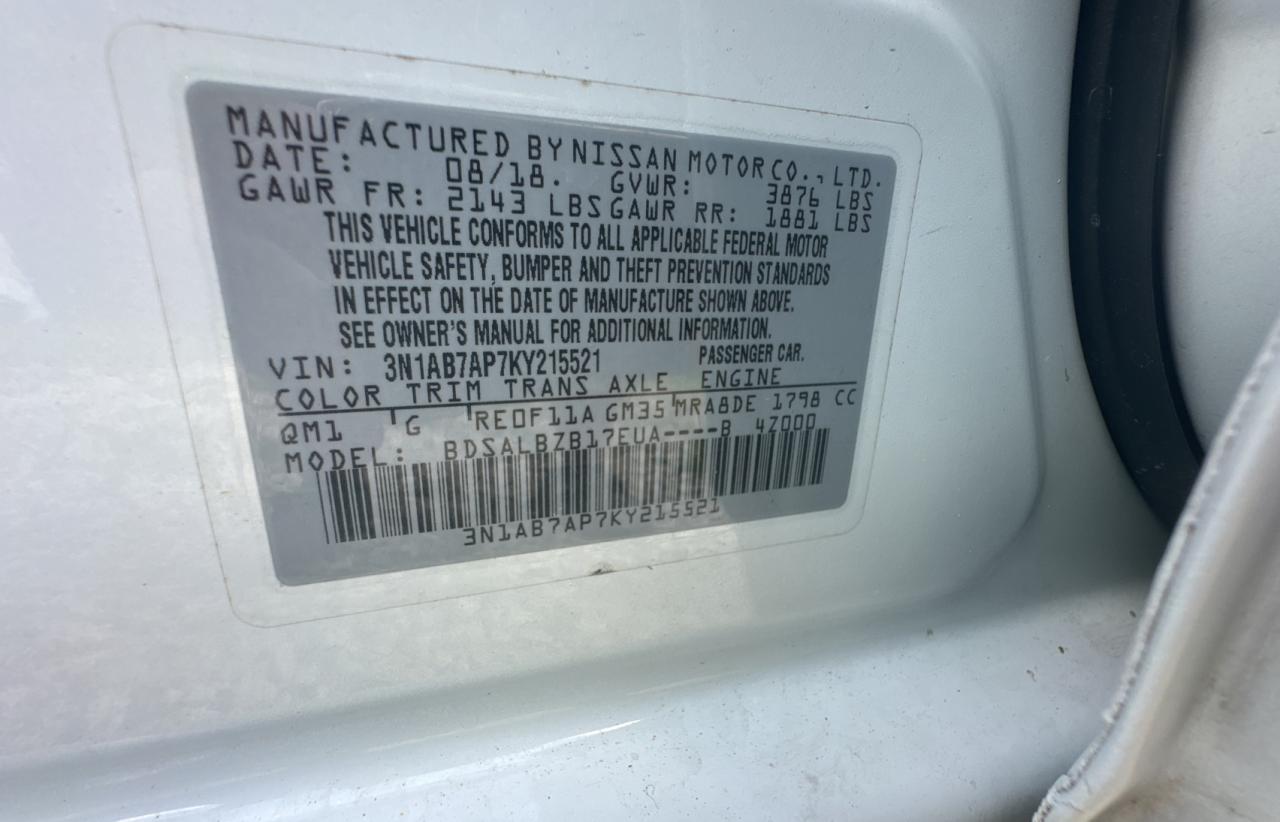 MANUFACTURED BY NISSAN MOTOR CO., LTD.
DATE: 08/18. GVWR: 3876 LBS
GAWR FR: 2143 LBS GAWR RR: 1881 LBS
THIS VEHICLE CONFORMS TO ALL APPLICABLE FEDERAL MOTOR
VEHICLE SAFETY, BUMPER AND THEFT PREVENTION STANDARDS
IN EFFECT ON THE DATE OF MANUFACTURE SHOWN ABOVE.
SEE OWNER'S MANUAL FOR ADDITIONAL INFORMATION.
VIN: 3N1AB7AP7KY215521 PASSENGER CAR.
COLOR TRIM TRANS AXLE ENGINE
QM1 G RE0F11A GM35 MRA8DE 1798 CC
MODEL: BDSALBZB17EUA----B 4Z000
3N1AB7AP7KY215521